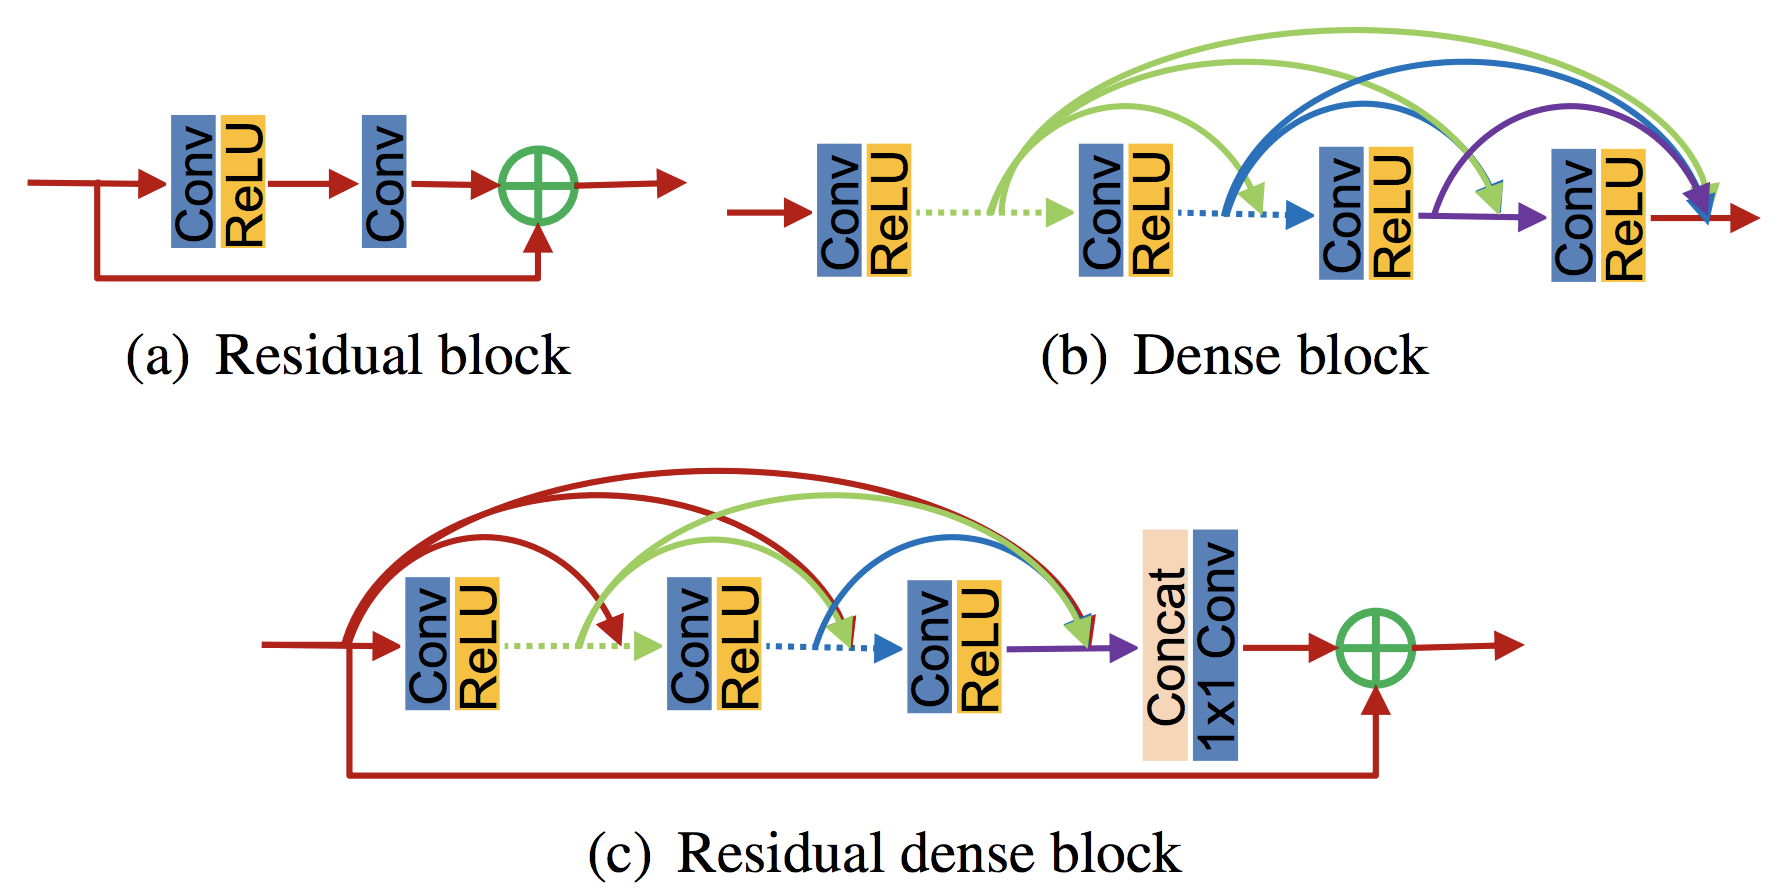 Conv
ReLU
Conv
(a) Residual block
Conv
ReLU
Conv
ReLU
Conv
ReLU
Conv
ReLU
(b) Dense block
Conv
ReLU
Conv
ReLU
Conv
ReLU
Concat
1x1 Conv
(c) Residual dense block